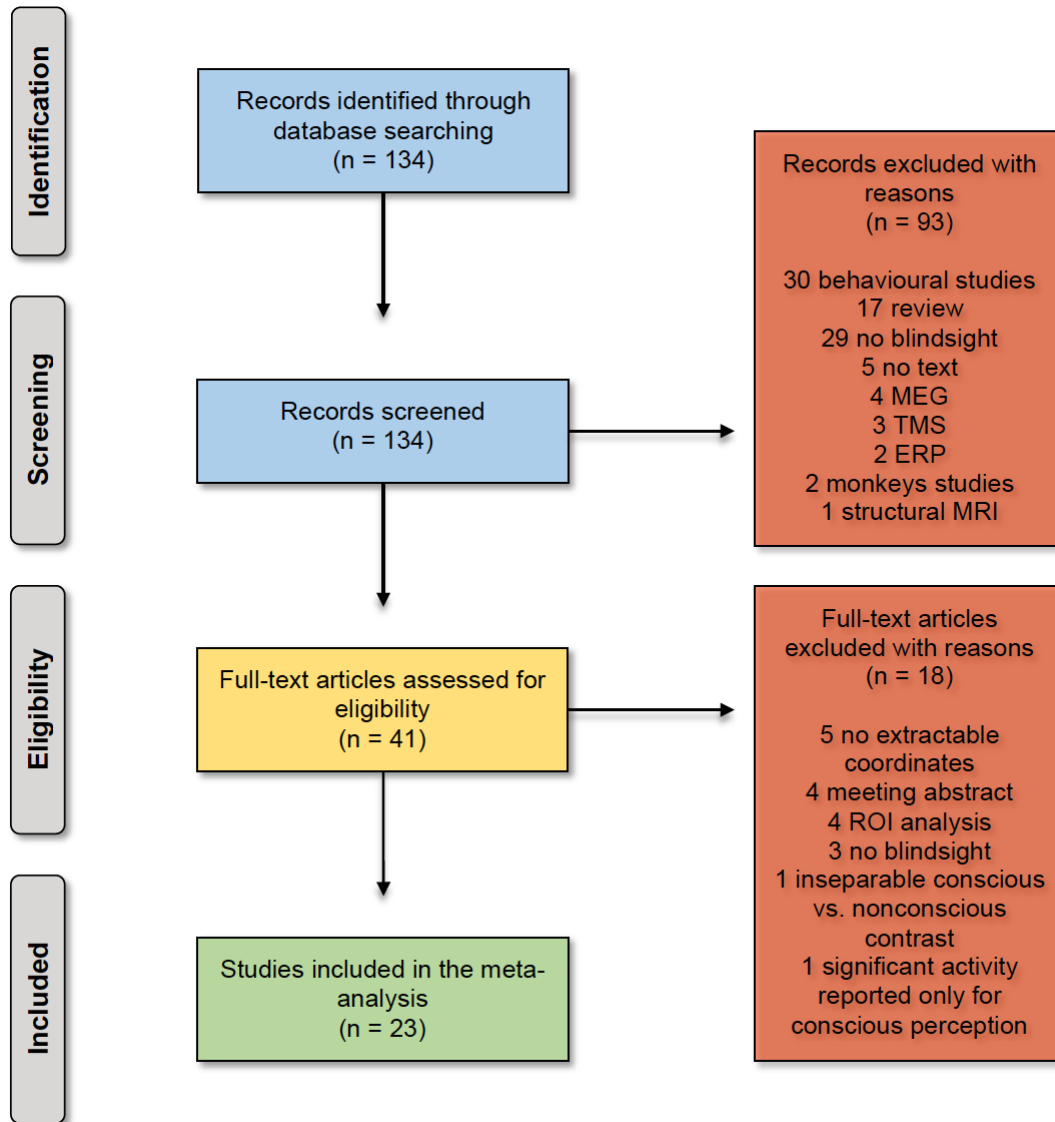 Identification
Records identified through
database searching
(n = 134)
Records excluded with
reasons
(n = 93)
30 behavioural studies
17 review
29 no blindsight
5 no text
4 MEG
3 TMS
2 ERP
2 monkeys studies
1 structural MRI
Screening
Records screened
(n = 134)
Eligibility
Full-text articles assessed for
eligibility
(n = 41)
Full-text articles
excluded with reasons
(n = 18)
5 no extractable
coordinates
4 meeting abstract
4 ROI analysis
3 no blindsight
1 inseparable conscious
vs. nonconscious
contrast
1 significant activity
reported only for
conscious perception
Included
Studies included in the meta-
analysis
(n = 23)